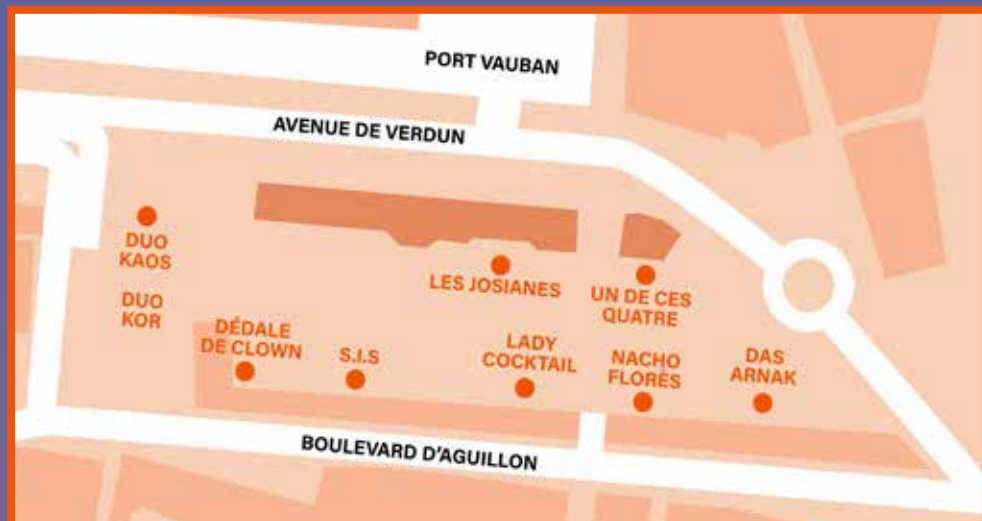 PORT VAUBAN
AVENUE DE VERDUN
DUO
KAOS
DUO
KOR
LES JOSIANES
UN DE CES
QUATRE
DÉDALE
DE CLOWN
S.I.S
LADY
COCKTAIL
NACHO
FLORÈS
DAS
ARNAK
BOULEVARD D'AGUILLON